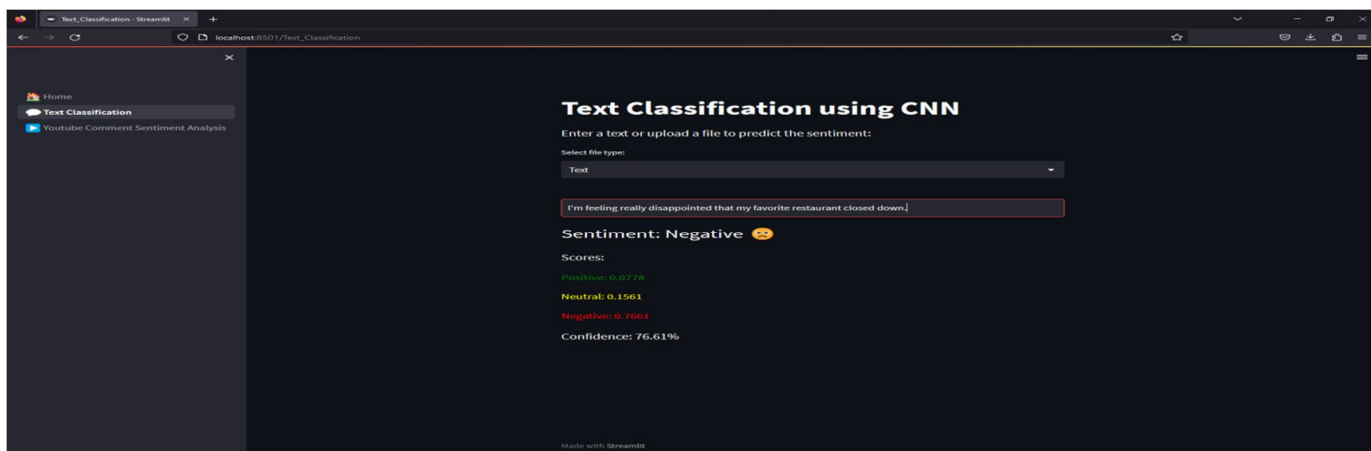 Text_Classification · Streamlit
localhost:8501/Text_Classification
Home
Text Classification
Youtube Comment Sentiment Analysis
Text Classification using CNN
Enter a text or upload a file to predict the sentiment:
Select file type:
Text
I'm feeling really disappointed that my favorite restaurant closed down.
Sentiment: Negative
Scores:
Positive: 0.0778
Neutral: 0.1561
Negative: 0.7661
Confidence: 76.61%
Made with Streamlit